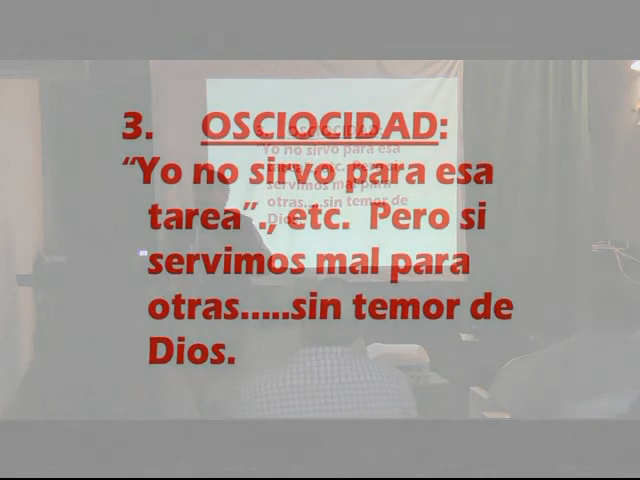 3. OSCIOCIDAD:
“Yo no sirvo para esa
tarea”., etc. Pero si
servimos mal para
otras.....sin temor de
Dios.